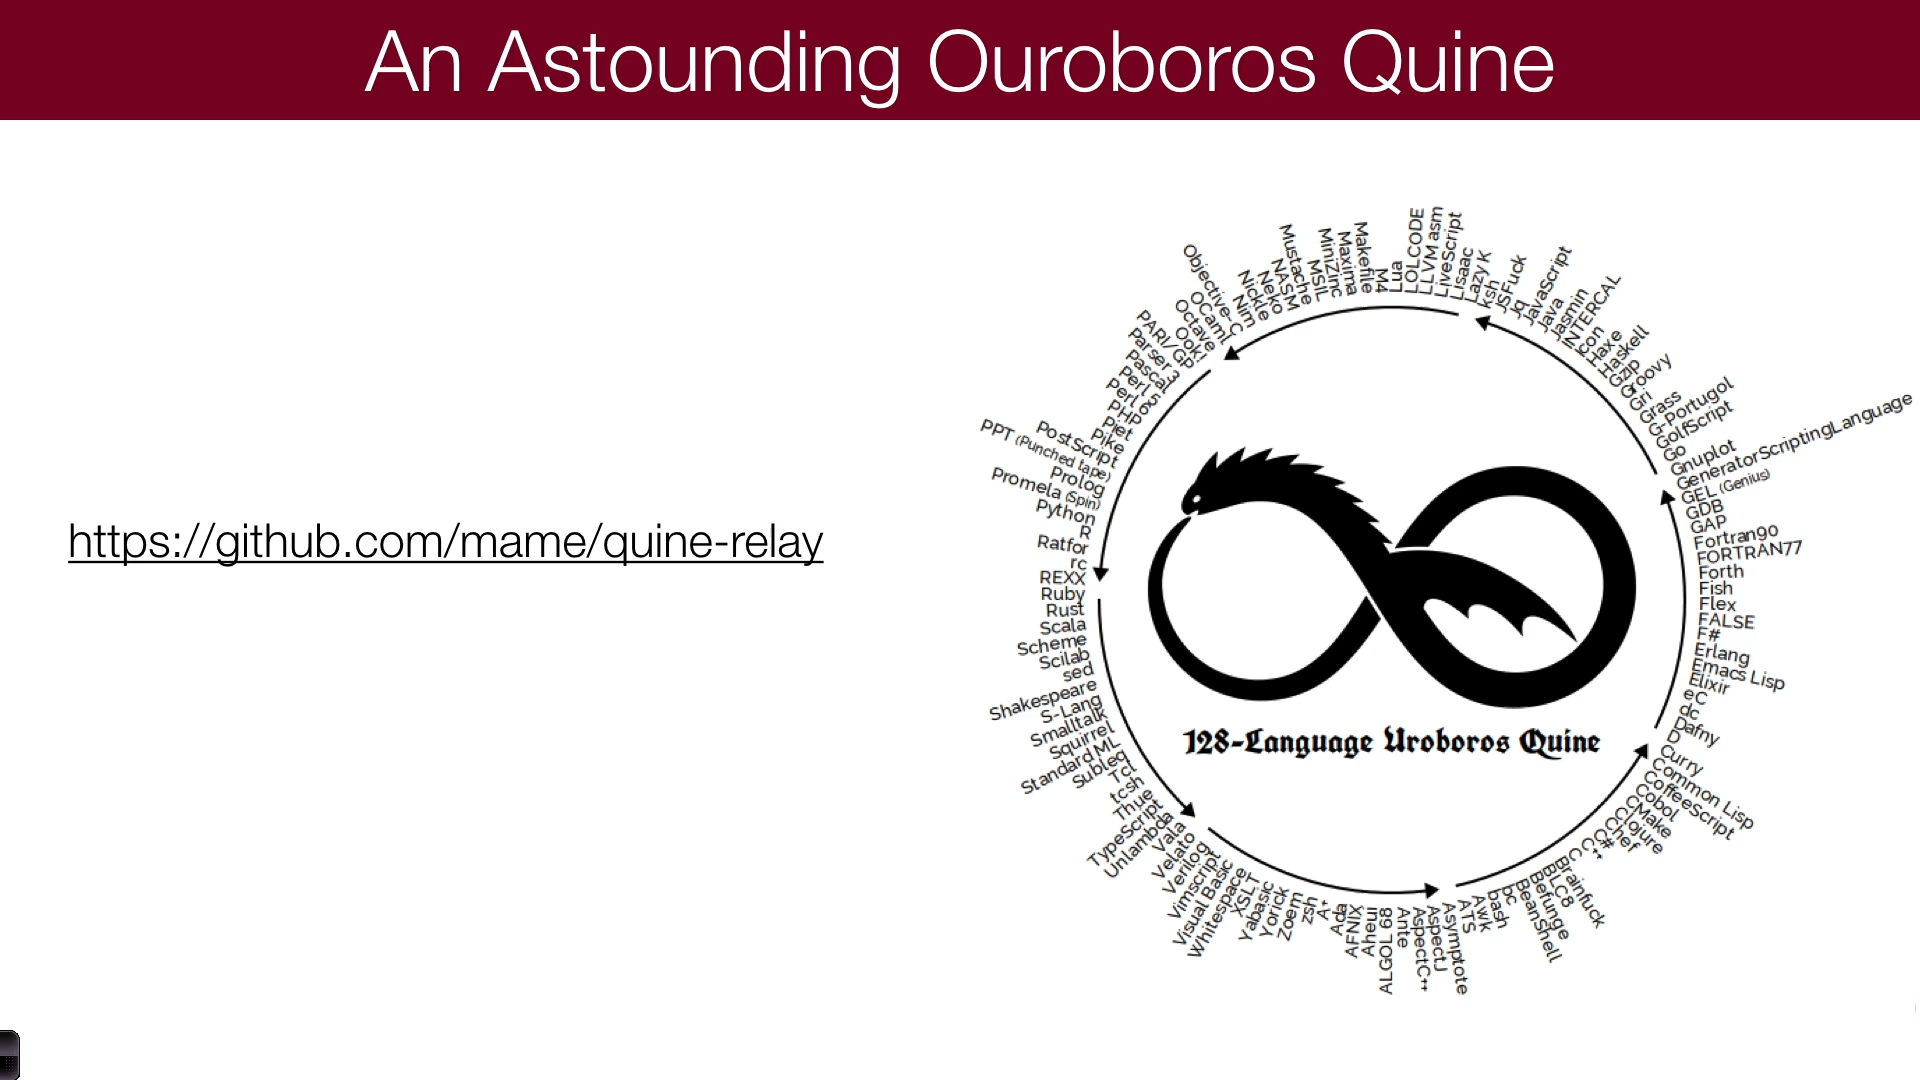 An Astounding Ouroboros Quine
https://github.com/mame/quine-relay
128-Language Uroboros Quine
Ruby
Rust
Scala
Scheme
Scilab
sed
Shakespeare
S-Lang
Smalltalk
Squirrel
Standard ML
Subleq
Tcl
tcsh
Thue
TypeScript
Unlambda
Vala
Velato
Verilog
Vimscript
Visual Basic
Whitespace
XSLT
Yabasic
Yorick
Zoem
zsh
A+
Ada
AFNIX
Aheui
ALGOL 68
Ante
AspectC++
AspectJ
Asymptote
ATS
Awk
bash
bc
BeanShell
Befunge
BLC8
Brainfuck
C
C++
C#
Chef
Clojure
CMake
Cobol
CoffeeScript
Common Lisp
Curry
D
Dafny
dc
eC
Elixir
Emacs Lisp
Erlang
F#
FALSE
Flex
Fish
Forth
FORTRAN77
Fortran90
GAP
GDB
GEL (Genius)
GeneratorScriptingLanguage
Gnuplot
Go
GolfScript
G-Portugol
Grass
Gri
Groovy
Gzip
Haskell
Haxe
Icon
INTERCAL
Jasmin
Java
JavaScript
Jq
JSFuck
ksh
Lazy K
Lisaac
LiveScript
LLVM asm
LOLCODE
Lua
M4
Makefile
Maxima
MiniZinc
MSIL
Mustache
NASM
Neko
Nickle
Nim
Objective-C
OCaml
Octave
Ook!
PARI/GP
Parser 3
Pascal
Perl 5
Perl 6
PHP
Piet
Pike
PostScript
PPT (Punched tape)
Prolog
Promela (Spin)
Python
R
Ratfor
rc
REXX